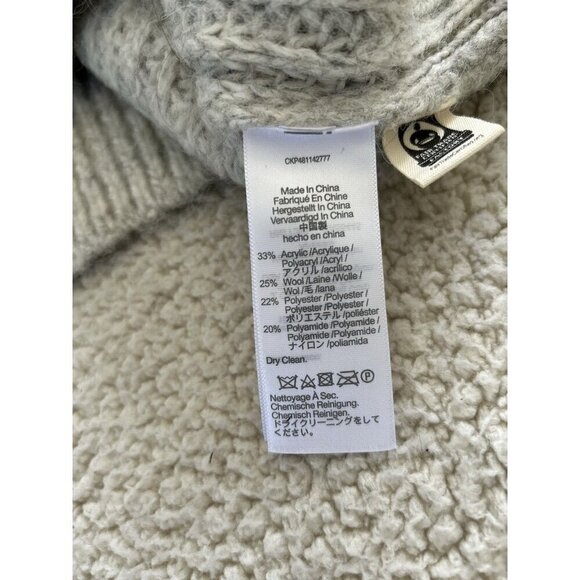 CKP481142777
Made In China
Fabriqué En Chine
Hergestellt In China
Vervaardigd In China
中国製
hecho en china
33% Acrylic /Acrylique /
Polyacryl /Acryl /
アクリル /acrílico
25% Wool /Laine /Wolle /
Wol /毛 /lana
22% Polyester /Polyester /
Polyester /Polyester /
ポリエステル /poliéster
20% Polyamide /Polyamide /
Polyamid /Polyamide /
ナイロン /poliamida
Dry Clean.
P
Nettoyage À Sec.
Chemische Reinigung.
Chemisch Reinigen.
ドライクリーニングをして
ください。
FAIR TRADE
FACTORY